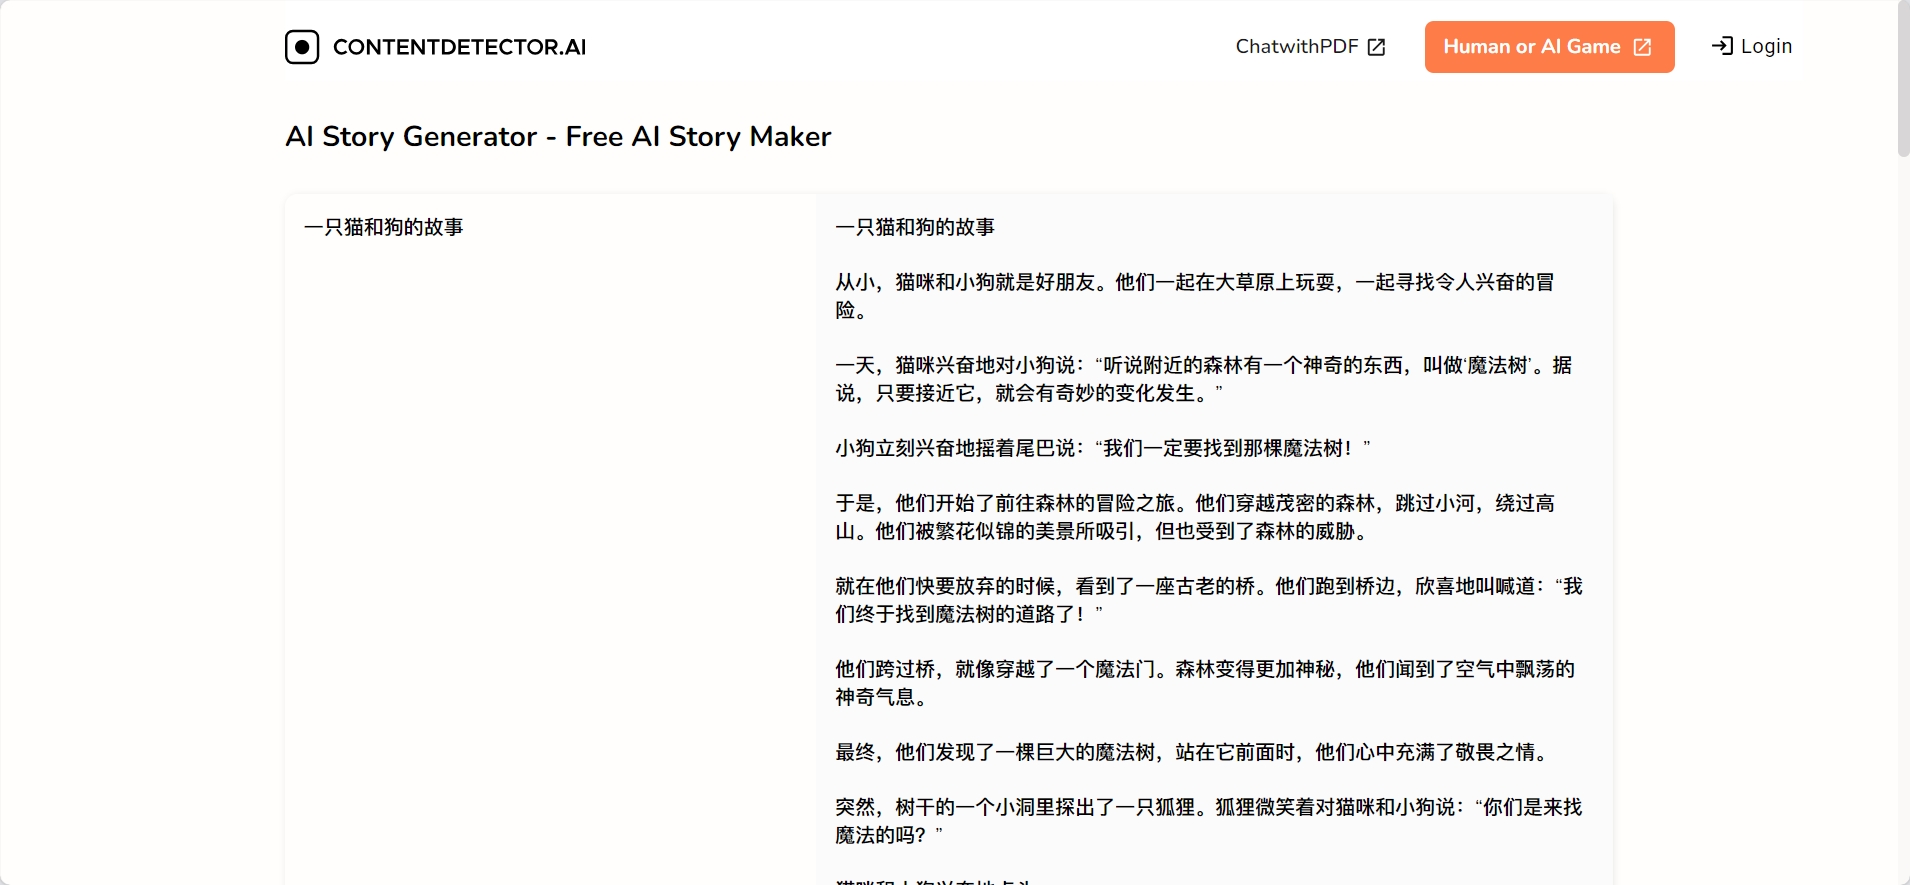 CONTENTDETECTOR.AI
ChatwithPDF
Human or AI Game
Login
AI Story Generator - Free AI Story Maker
一只猫和狗的故事
一只猫和狗的故事
从小，猫咪和小狗就是好朋友。他们一起在大草原上玩耍，一起寻找令人兴奋的冒
险。
一天，猫咪兴奋地对小狗说：“听说附近的森林有一个神奇的东西，叫做‘魔法树’。据
说，只要接近它，就会有奇妙的变化发生。”
小狗立刻兴奋地摇着尾巴说：“我们一定要找到那棵魔法树！”
于是，他们开始了前往森林的冒险之旅。他们穿越茂密的森林，跳过小河，绕过高
山。他们被繁花似锦的美景所吸引，但也受到了森林的威胁。
就在他们快要放弃的时候，看到了一座古老的桥。他们跑到桥边，欣喜地叫喊道：“我
们终于找到魔法树的道路了！”
他们跨过桥，就像穿越了一个魔法门。森林变得更加神秘，他们闻到了空气中飘荡的
神奇气息。
最终，他们发现了一棵巨大的魔法树，站在它前面时，他们心中充满了敬畏之情。
突然，树干的一个小洞里探出了一只狐狸。狐狸微笑着对猫咪和小狗说：“你们是来找
魔法的吗？”